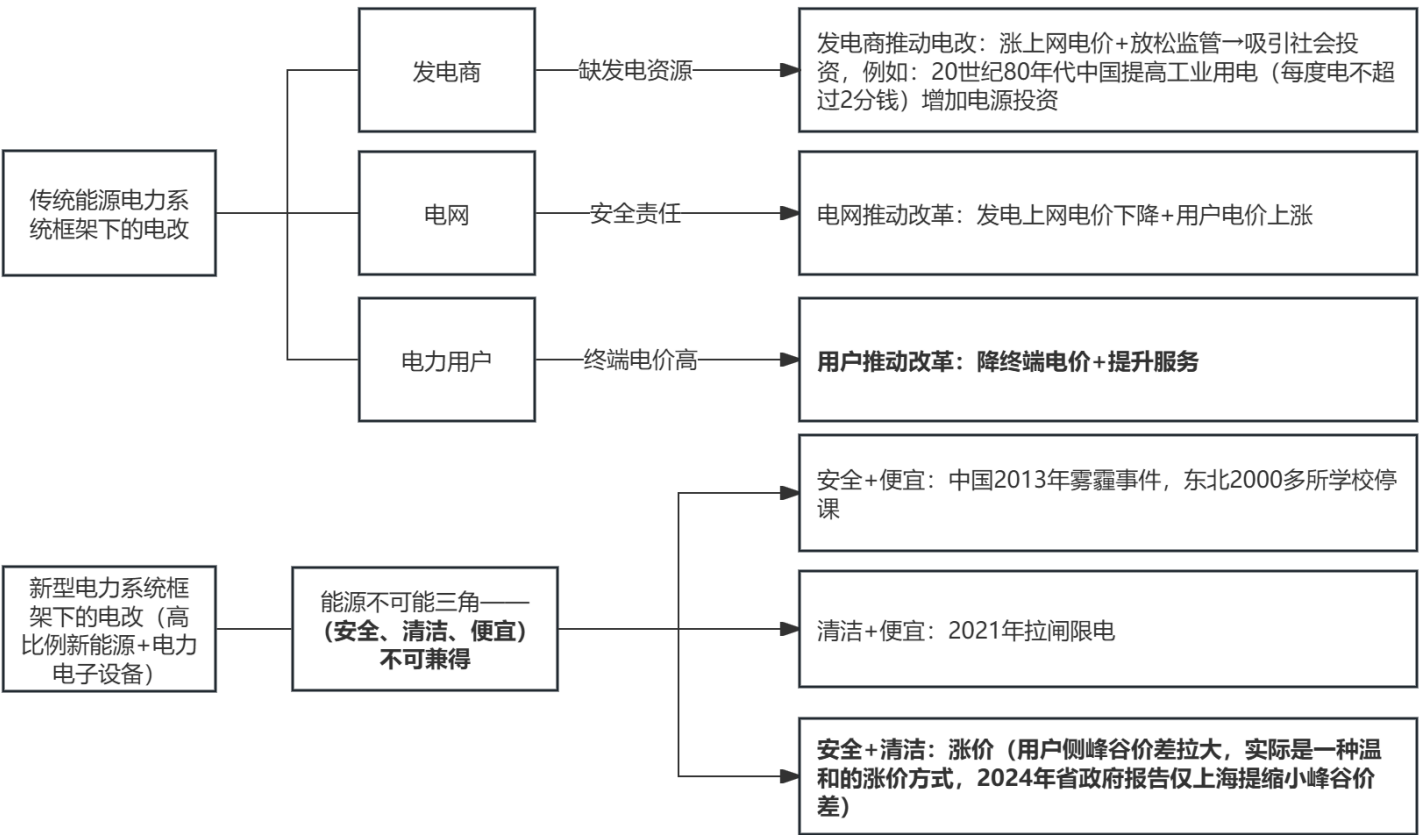 传统能源电力系
统框架下的电改
发电商
缺发电资源
发电商推动电改：涨上网电价+放松监管→吸引社会投
资，例如：20世纪80年代中国提高工业用电（每度电不超
过2分钱）增加电源投资
电网
安全责任
电网推动改革：发电上网电价下降+用户电价上涨
电力用户
终端电价高
用户推动改革：降终端电价+提升服务
新型电力系统框
架下的电改（高
比例新能源+电力
电子设备）
能源不可能三角——
（安全、清洁、便宜）
不可兼得
安全+便宜：中国2013年雾霾事件，东北2000多所学校停
课
清洁+便宜：2021年拉闸限电
安全+清洁：涨价（用户侧峰谷价差拉大，实际是一种温
和的涨价方式，2024年省政府报告仅上海提缩小峰谷价
差）